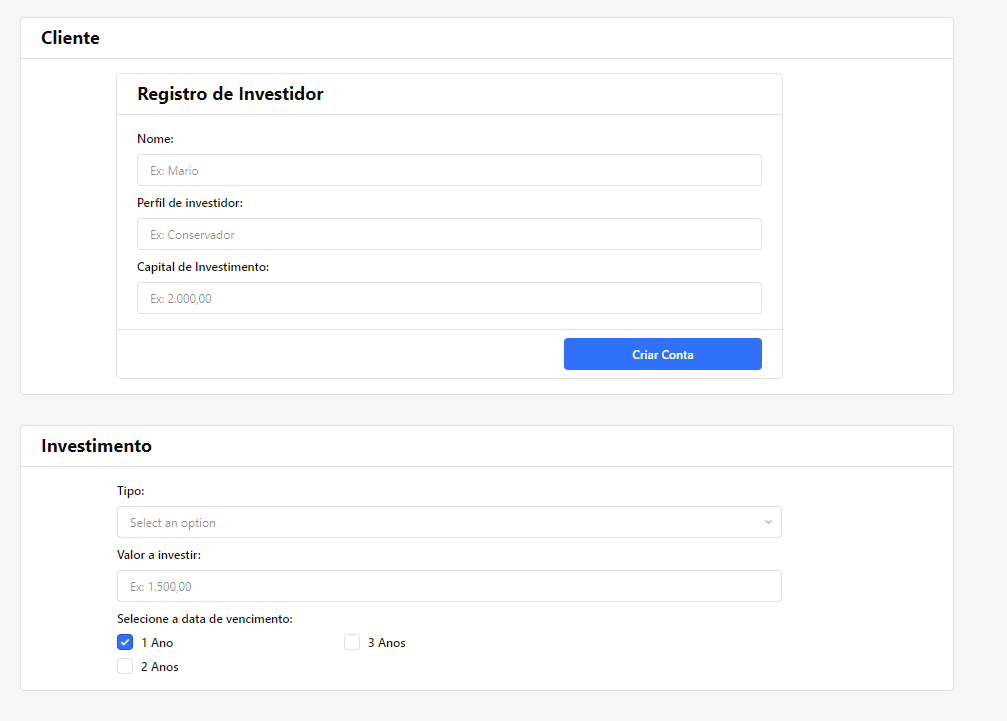 Cliente
Registro de Investidor
Nome:
Ex: Mario
Perfil de investidor:
Ex: Conservador
Capital de Investimento:
Ex: 2.000,00
Criar Conta
Investimento
Tipo:
Select an option
Valor a investir:
Ex: 1.500,00
Selecione a data de vencimento:
1 Ano
3 Anos
2 Anos